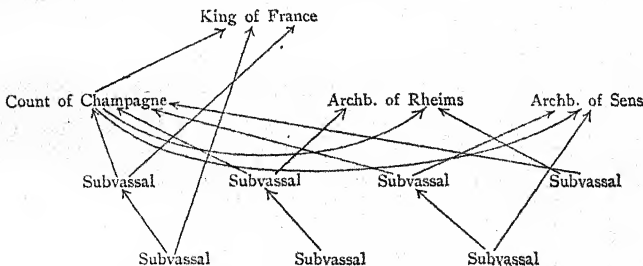 King of France
Count of Champagne Archb. of Rheims Archb. of Sens
Subvassal Subvassal Subvassal Subvassal
Subvassal Subvassal Subvassal